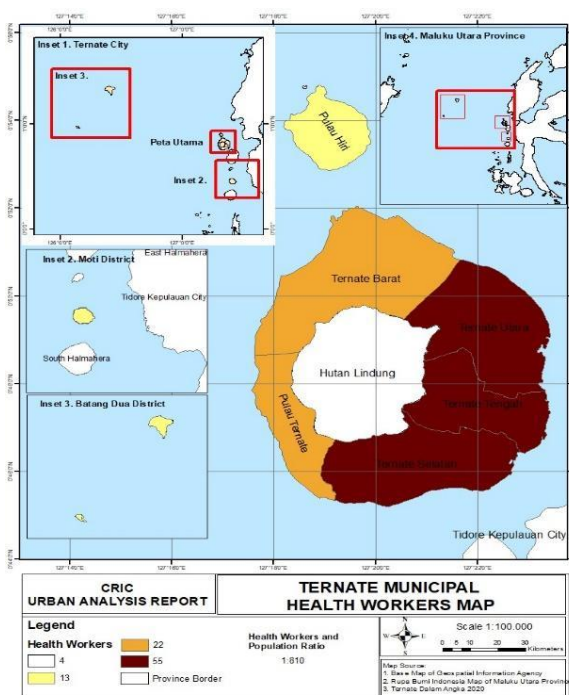 Inset 1. Ternate City
Inset 3.
Peta Utama
Inset 2.
Pulau Hiri
Inset 4. Maluku Utara Province
Inset 2. Moti District
East Halmahera
Tidore Kepulauan City
South Halmahera
Inset 3. Batang Dua District
Ternate Barat
Ternate Utara
Hutan Lindung
Ternate Tengah
Pulau Ternate
Ternate Selatan
Tidore Kepulauan City
CRIC
URBAN ANALYSIS REPORT
TERNATE MUNICIPAL
HEALTH WORKERS MAP
Legend
Health Workers
4
13
22
55
Province Border
Health Workers and
Population Ratio
1:810
Scale 1:100.000
0 5 10 20 30
Kilometers
Map Source:
1. Base Map of Geospatial Information Agency
2. Rupa Bumi Indonesia Map of Maluku Utara Province
3. Ternate Dalam Angka 2020